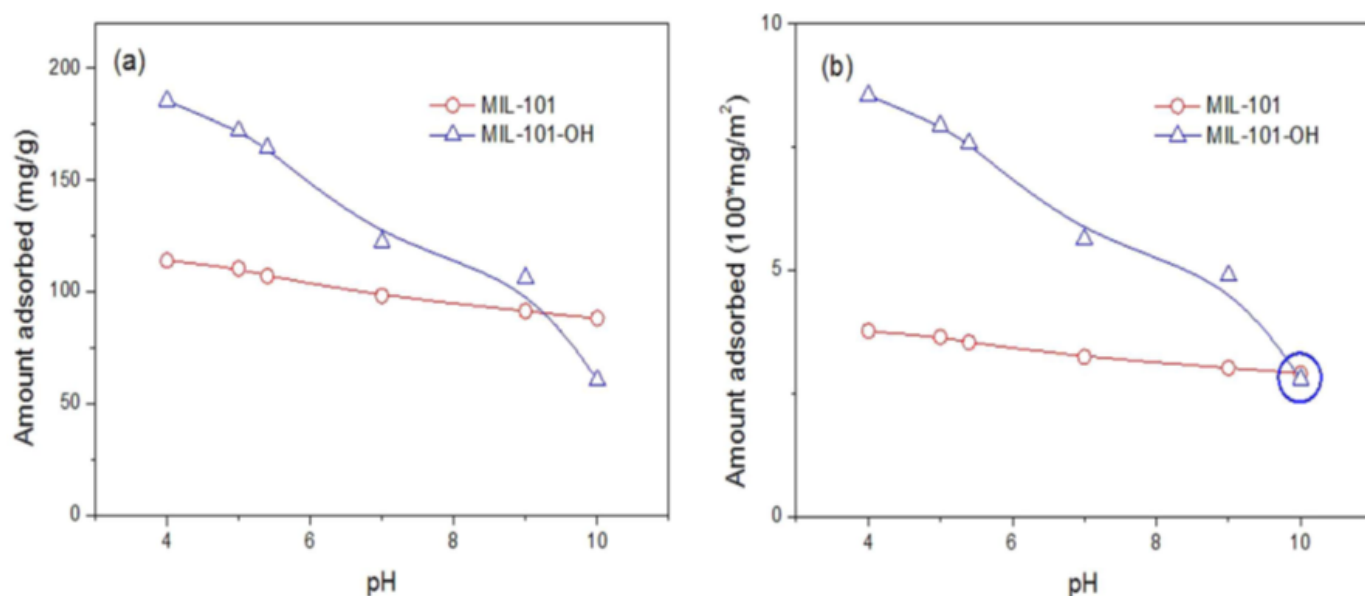 (a)
MIL-101
MIL-101-OH
200
150
100
50
0
4
6
8
10
pH
Amount adsorbed (mg/g)
(b)
MIL-101
MIL-101-OH
10
5
0
4
6
8
10
pH
Amount adsorbed (100*mg/m²)